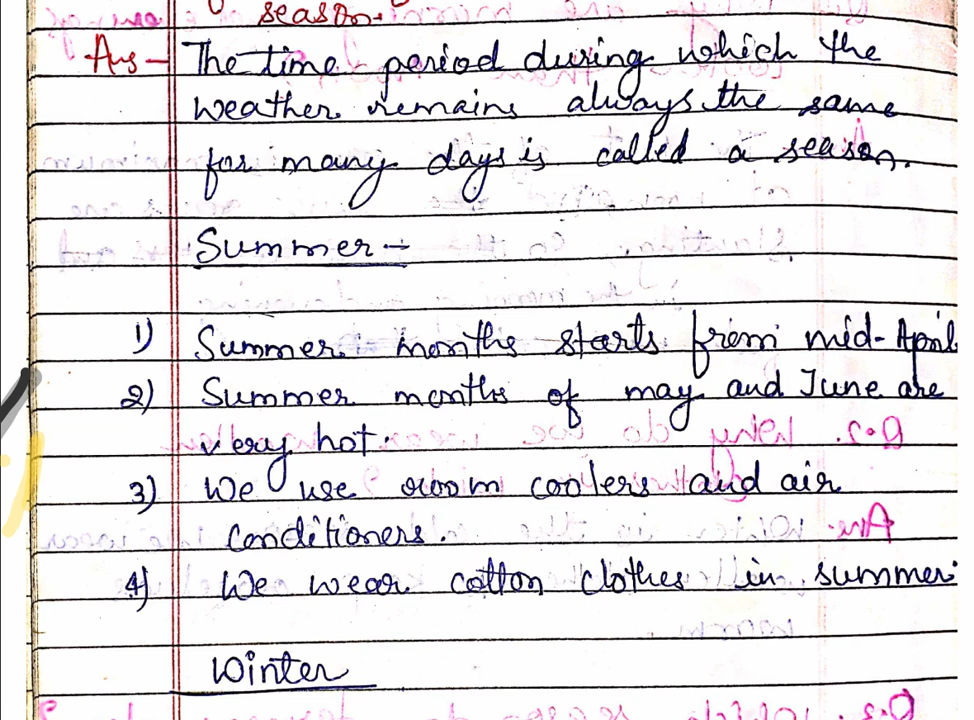 season.
Ans - The time period during which the
weather remains always the same
for many days is called a season.
Summer -
1) Summer months starts from mid-April
2) Summer months of may and June are
very hot.
3) We use room coolers and air
conditioners.
4) We wear cotton clothes in summer.
Winter